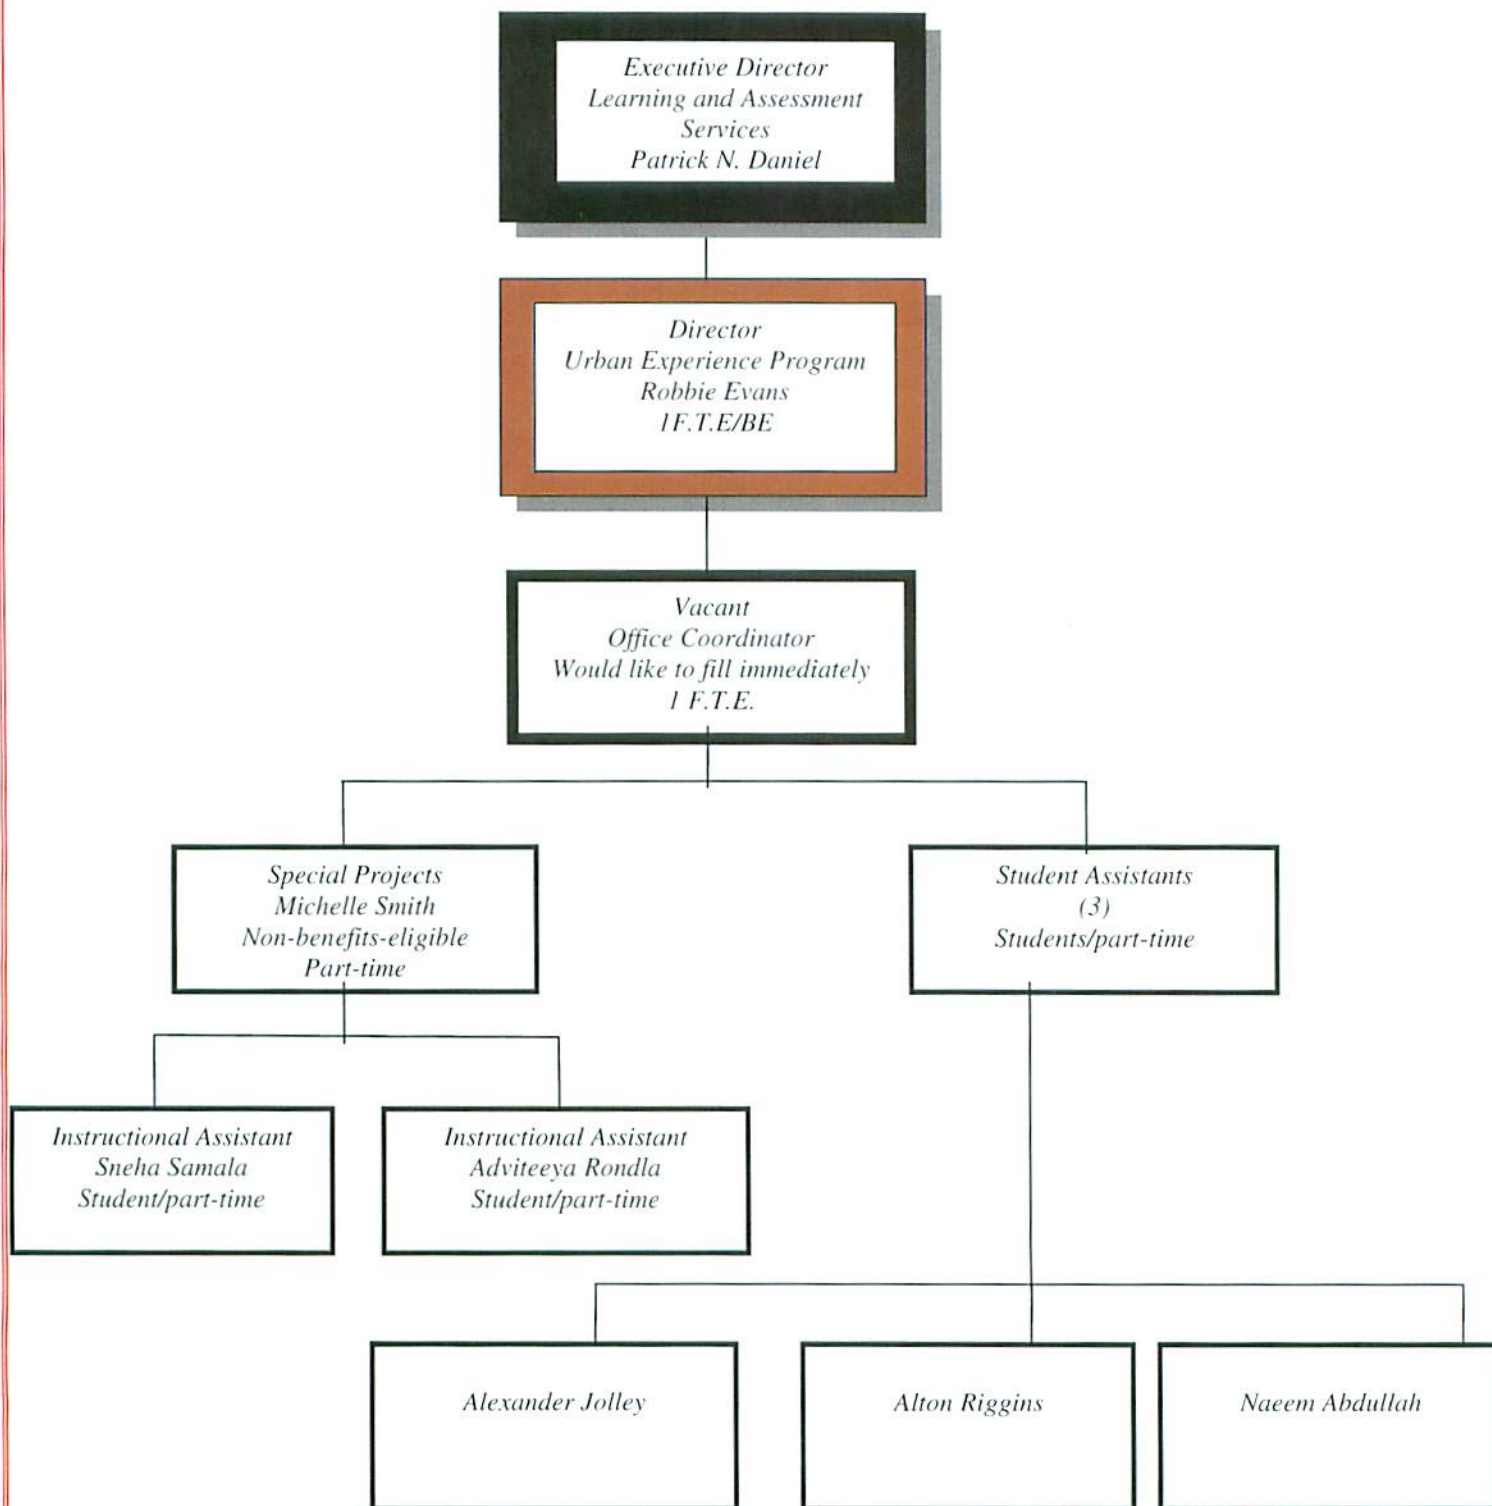 Executive Director
Learning and Assessment
Services
Patrick N. Daniel
Director
Urban Experience Program
Robbie Evans
1F.T.E/BE
Vacant
Office Coordinator
Would like to fill immediately
1 F.T.E.
Special Projects
Michelle Smith
Non-benefits-eligible
Part-time
Student Assistants
(3)
Students/part-time
Instructional Assistant
Sneha Samala
Student/part-time
Instructional Assistant
Adviteeya Rondla
Student/part-time
Alexander Jolley
Alton Riggins
Naeem Abdullah